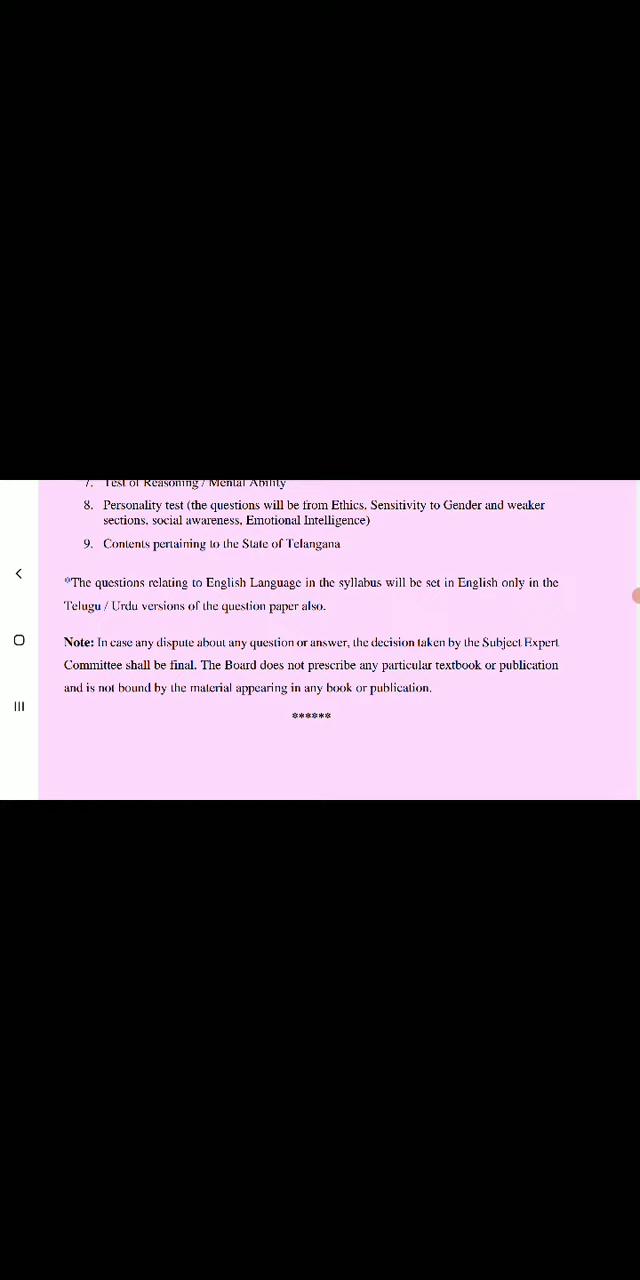 7. Test of Reasoning / Mental Ability
8. Personality test (the questions will be from Ethics, Sensitivity to Gender and weaker
sections, social awareness, Emotional Intelligence)
9. Contents pertaining to the State of Telangana
*The questions relating to English Language in the syllabus will be set in English only in the
Telugu / Urdu versions of the question paper also.
Note: In case any dispute about any question or answer, the decision taken by the Subject Expert
Committee shall be final. The Board does not prescribe any particular textbook or publication
and is not bound by the material appearing in any book or publication.
******